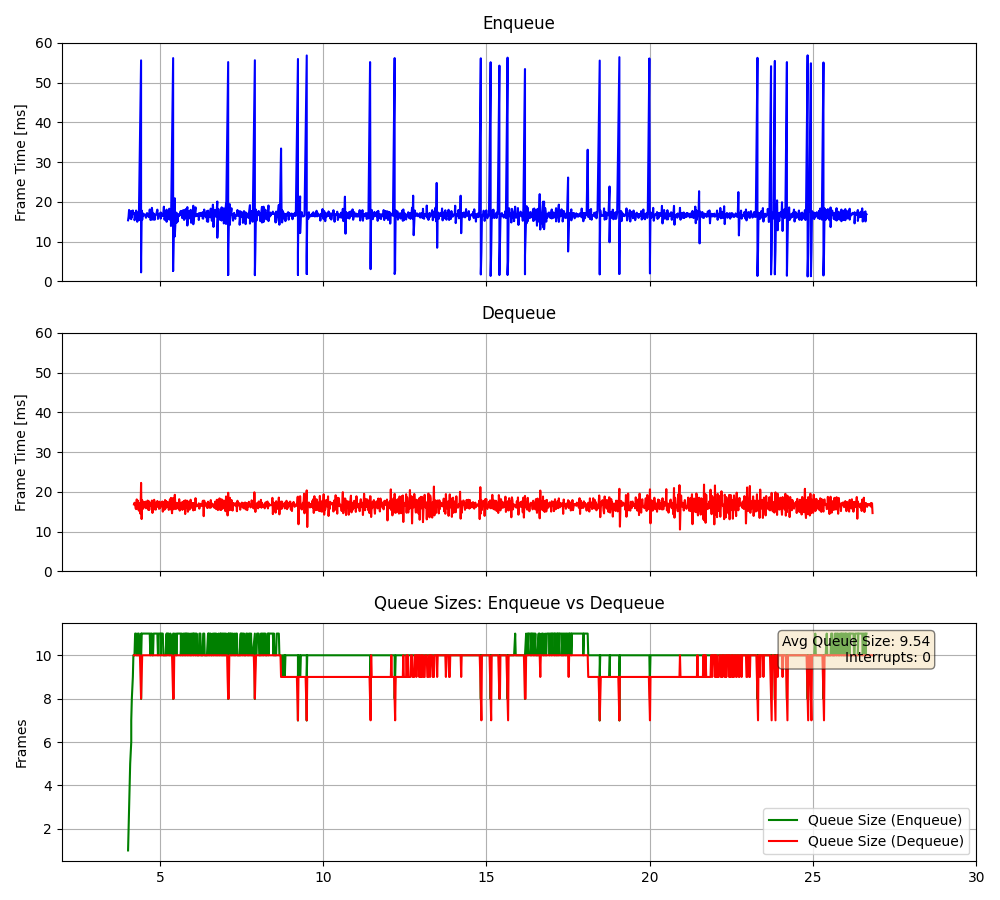 Enqueue
Frame Time [ms]
60
50
40
30
20
10
0
Dequeue
Frame Time [ms]
60
50
40
30
20
10
0
Queue Sizes: Enqueue vs Dequeue
Frames
10
8
6
4
2
Avg Queue Size: 9.54
Interrupts: 0
Queue Size (Enqueue)
Queue Size (Dequeue)
5 10 15 20 25 30